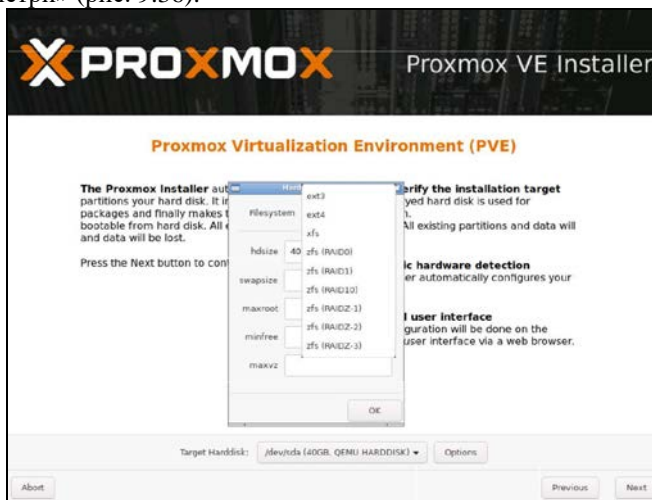 (рис. 9.36).
PROXMOX
Proxmox VE Installer
Proxmox Virtualization Environment (PVE)
The Proxmox Installer
partitions your hard disk. It
packages and finally makes
bootable from hard disk. All
and data will be lost.
Press the Next button to
erify the installation target
yed hard disk is used for
All existing partitions and data will
ic hardware detection
er automatically configures your
l user interface
guration will be done on the
user interface via a web browser.
Filesystem
hdsize 40
swapsize
maxroot
minfree
maxvz
ext3
ext4
xfs
zfs (RAID0)
zfs (RAID1)
zfs (RAID10)
zfs (RAIDZ-1)
zfs (RAIDZ-2)
zfs (RAIDZ-3)
OK
Target Harddisk: /dev/sda (40GB, QEMU HARDDISK) Options
Abort Previous Next